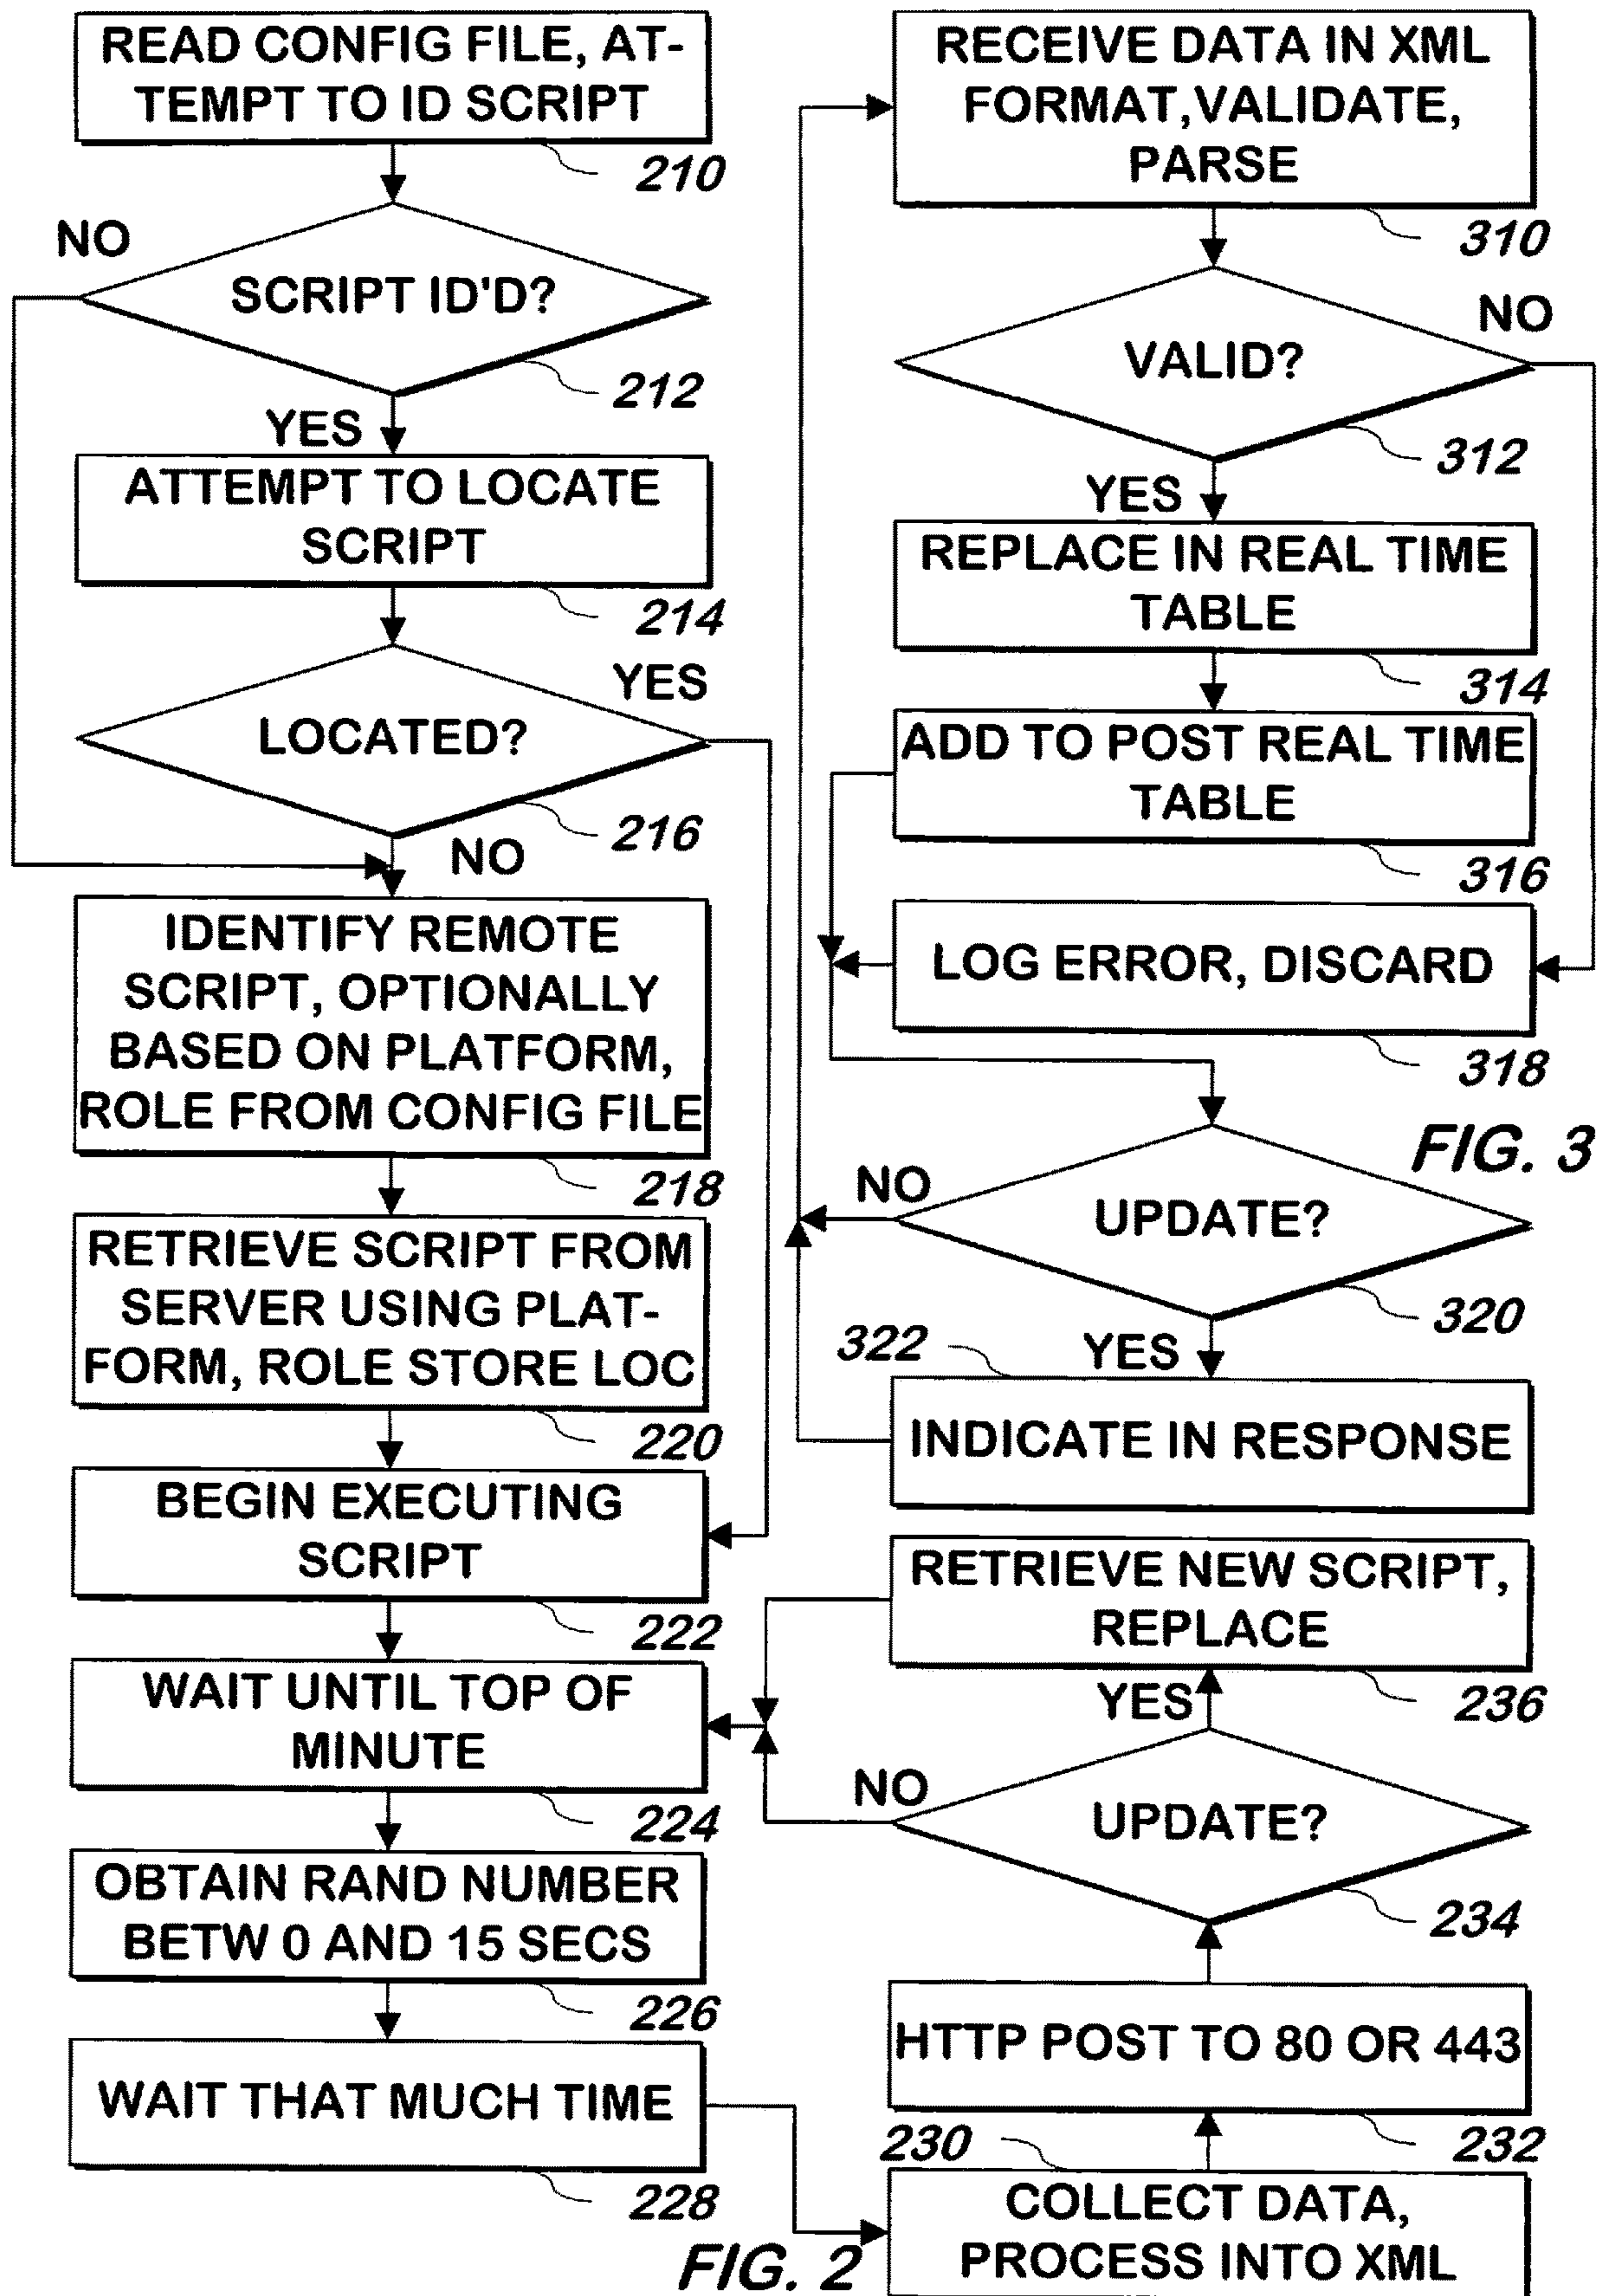 READ CONFIG FILE, AT-
TEMPT TO ID SCRIPT
210
NO
SCRIPT ID'D?
212
YES
ATTEMPT TO LOCATE
SCRIPT
214
YES
LOCATED?
216
NO
IDENTIFY REMOTE
SCRIPT, OPTIONALLY
BASED ON PLATFORM,
ROLE FROM CONFIG FILE
218
RETRIEVE SCRIPT FROM
SERVER USING PLAT-
FORM, ROLE STORE LOC
220
BEGIN EXECUTING
SCRIPT
222
WAIT UNTIL TOP OF
MINUTE
224
OBTAIN RAND NUMBER
BETW 0 AND 15 SECS
226
WAIT THAT MUCH TIME
228
FIG. 2
RECEIVE DATA IN XML
FORMAT,VALIDATE,
PARSE
310
NO
VALID?
312
YES
REPLACE IN REAL TIME
TABLE
314
ADD TO POST REAL TIME
TABLE
316
LOG ERROR, DISCARD
318
FIG. 3
NO
UPDATE?
320
322
YES
INDICATE IN RESPONSE
RETRIEVE NEW SCRIPT,
REPLACE
236
YES
NO
UPDATE?
234
HTTP POST TO 80 OR 443
232
230
COLLECT DATA,
PROCESS INTO XML